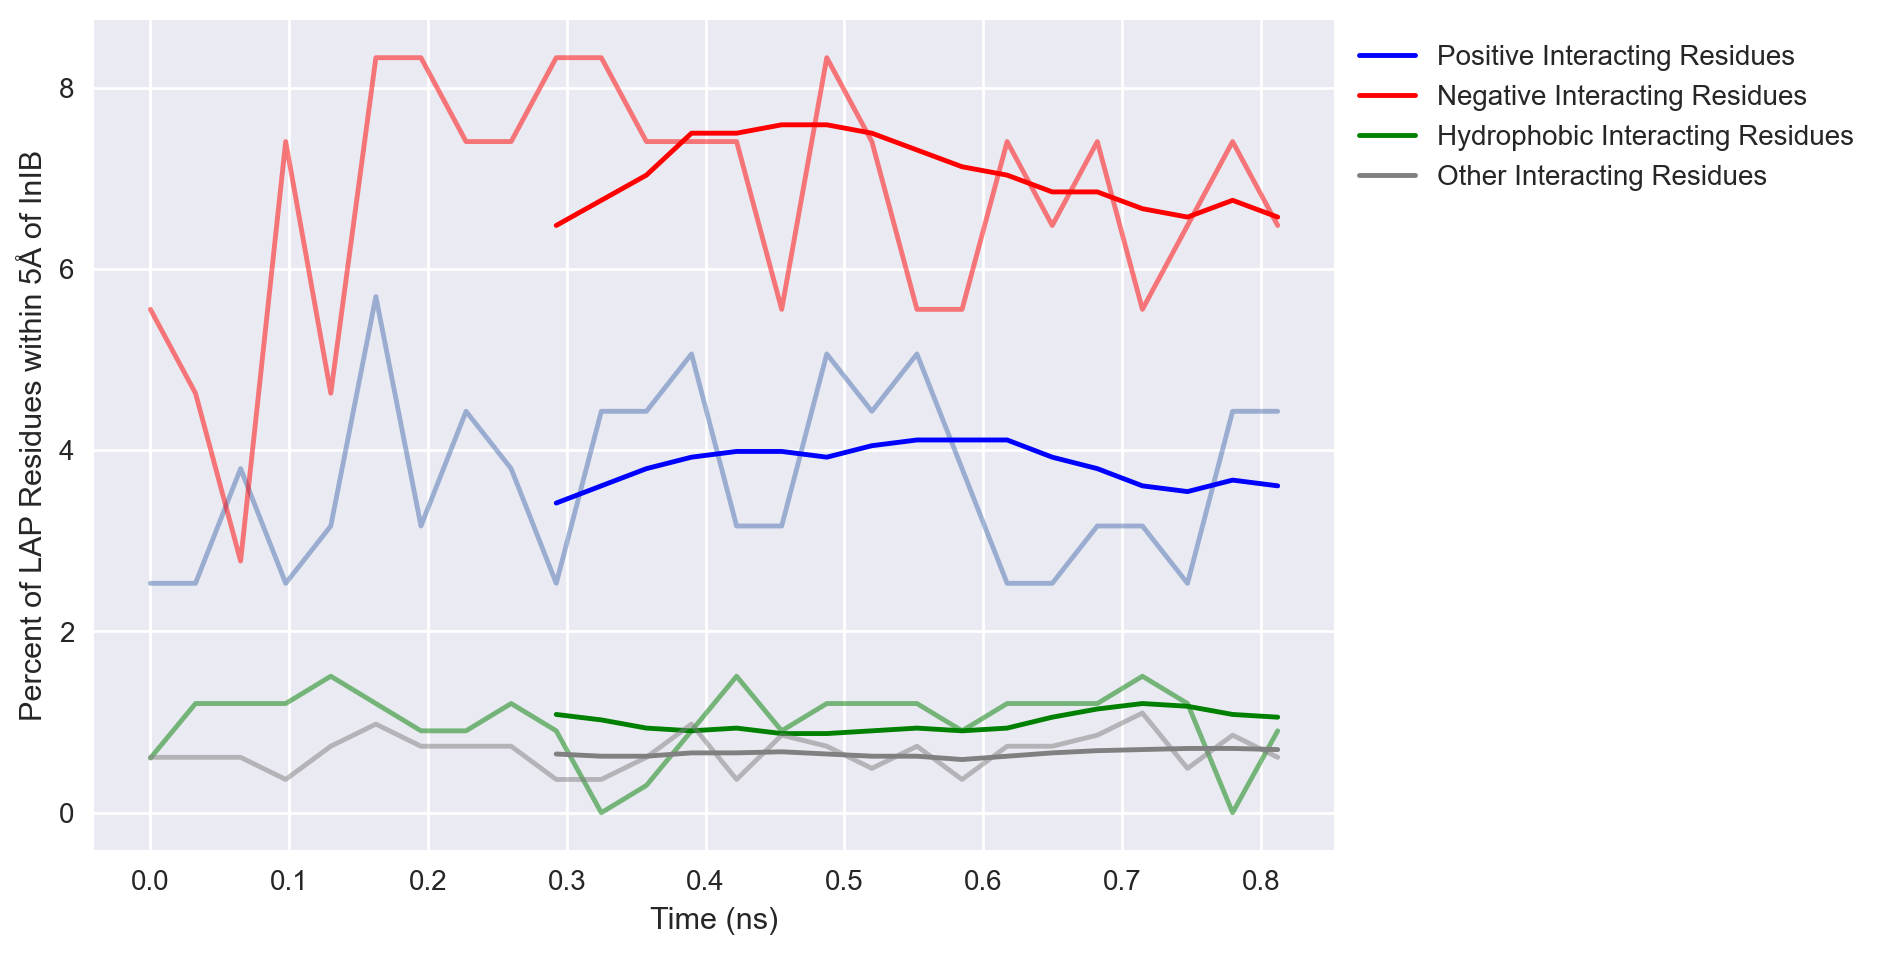 Percent of LAP Residues within 5Å of InIB
8
6
4
2
0
0.0 0.1 0.2 0.3 0.4 0.5 0.6 0.7 0.8
Time (ns)
Positive Interacting Residues
Negative Interacting Residues
Hydrophobic Interacting Residues
Other Interacting Residues